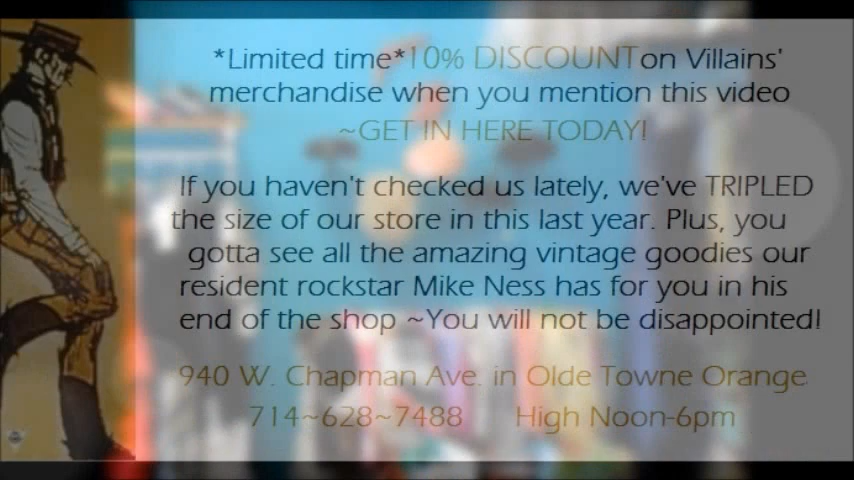 *Limited time*10% DISCOUNT on Villains'
merchandise when you mention this video
~GET IN HERE TODAY!
If you haven't checked us lately, we've TRIPLED
the size of our store in this last year. Plus, you
gotta see all the amazing vintage goodies our
resident rockstar Mike Ness has for you in his
end of the shop ~You will not be disappointed!
940 W. Chapman Ave. in Olde Towne Orange
714~628~7488 High Noon-6pm